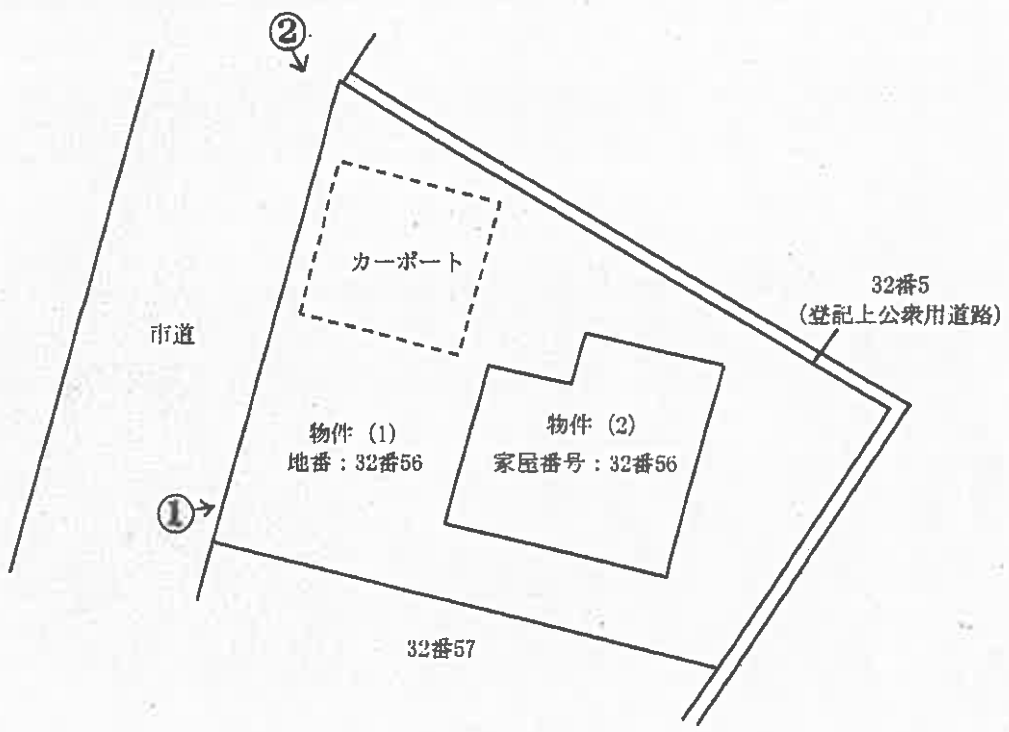 ②
カーポート
32番5
(登記上公衆用道路)
市道
物件 (1)
地番：32番56
物件 (2)
家屋番号：32番56
①
32番57